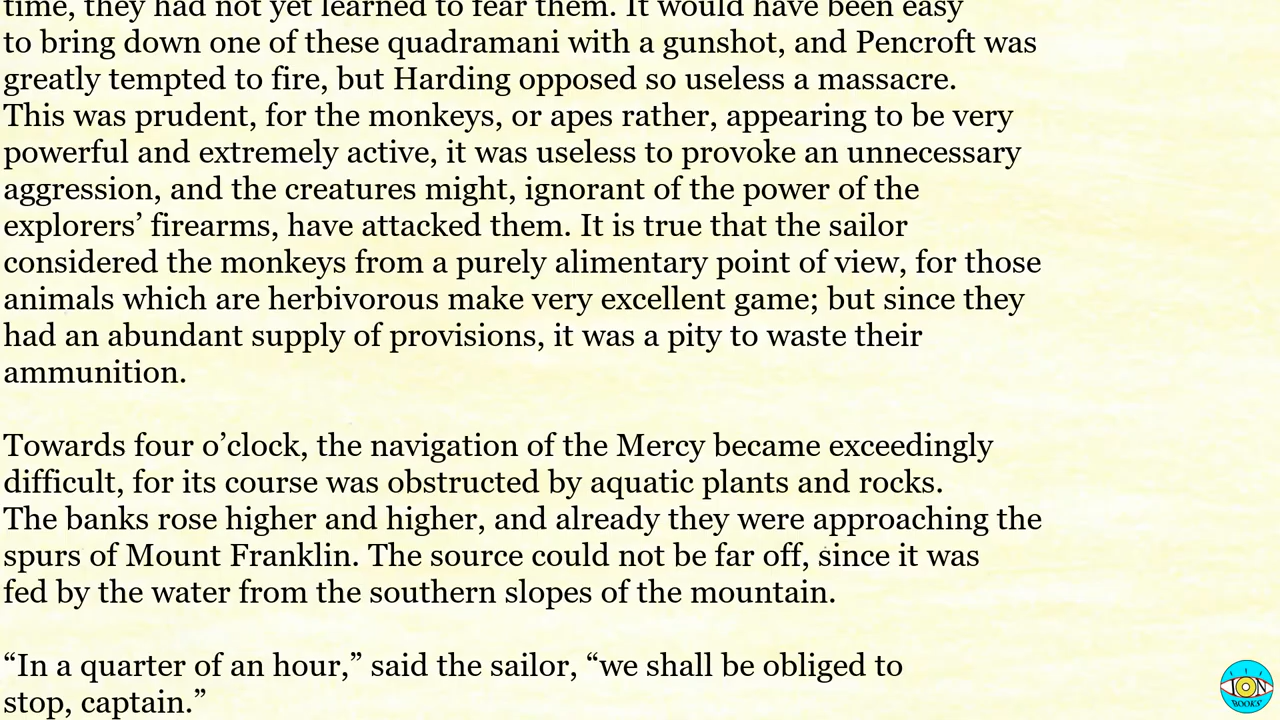 time, they had not yet learned to fear them. It would have been easy
to bring down one of these quadramani with a gunshot, and Pencroft was
greatly tempted to fire, but Harding opposed so useless a massacre.
This was prudent, for the monkeys, or apes rather, appearing to be very
powerful and extremely active, it was useless to provoke an unnecessary
aggression, and the creatures might, ignorant of the power of the
explorers’ firearms, have attacked them. It is true that the sailor
considered the monkeys from a purely alimentary point of view, for those
animals which are herbivorous make very excellent game; but since they
had an abundant supply of provisions, it was a pity to waste their
ammunition.
Towards four o’clock, the navigation of the Mercy became exceedingly
difficult, for its course was obstructed by aquatic plants and rocks.
The banks rose higher and higher, and already they were approaching the
spurs of Mount Franklin. The source could not be far off, since it was
fed by the water from the southern slopes of the mountain.
“In a quarter of an hour,” said the sailor, “we shall be obliged to
stop, captain.”
ION
BOOKS